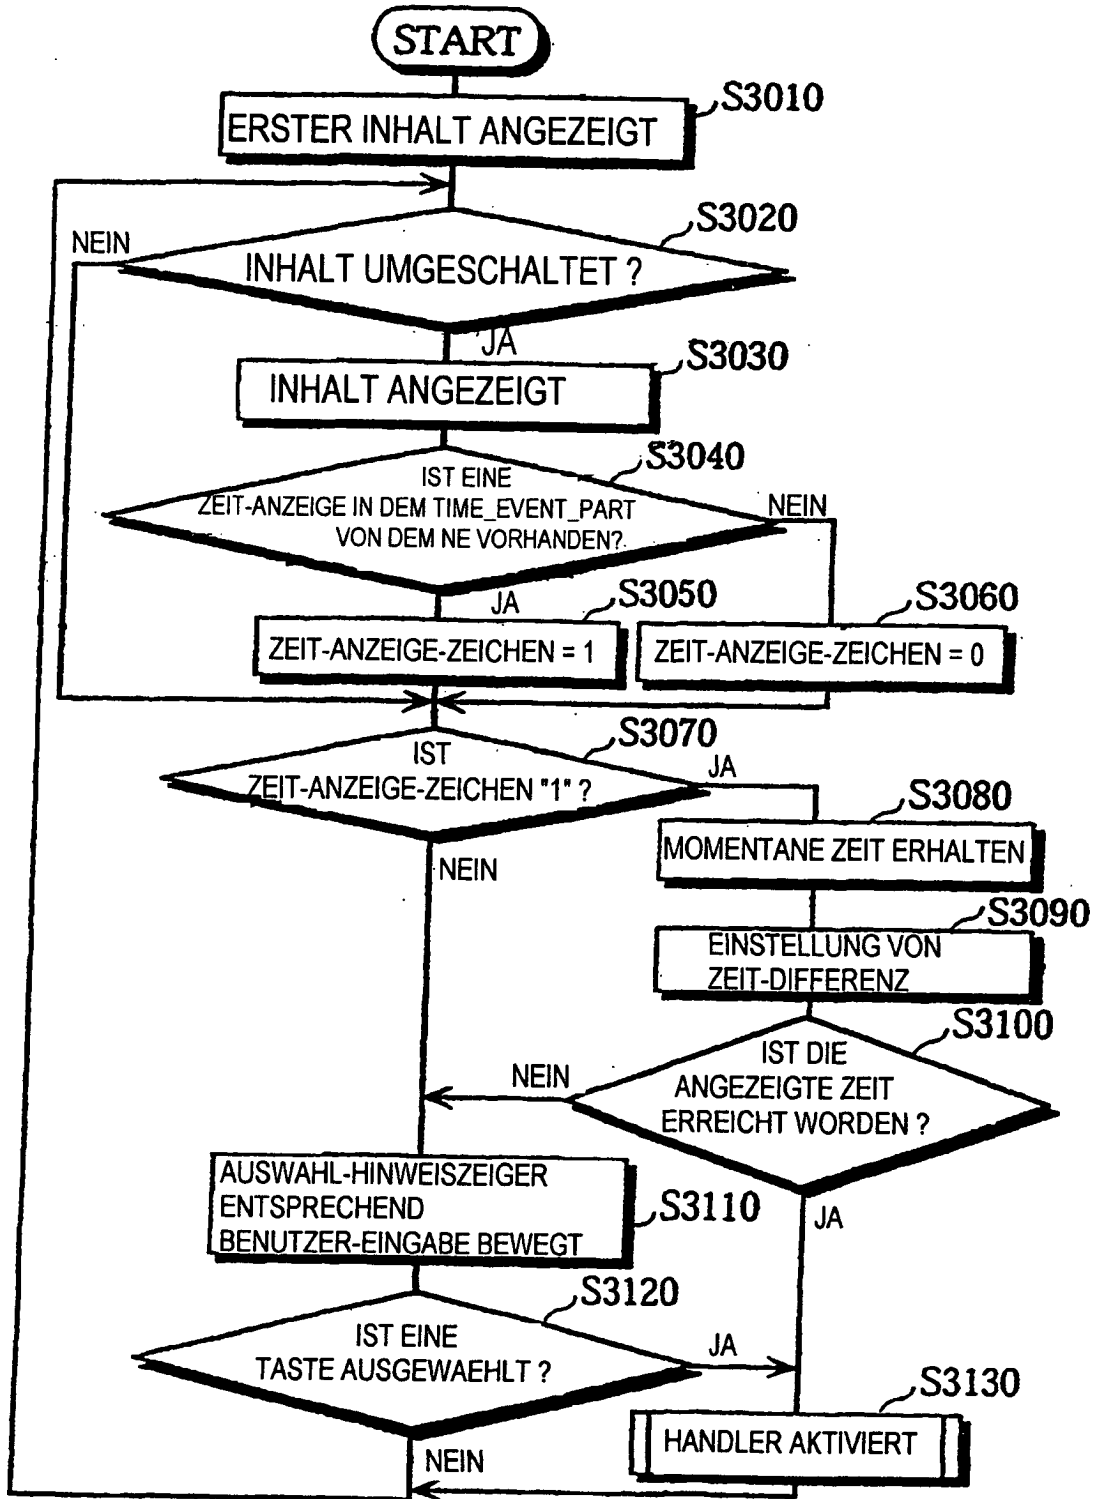 START
S3010
ERSTER INHALT ANGEZEIGT
S3020
NEIN
INHALT UMGESCHALTET ?
JA
S3030
INHALT ANGEZEIGT
S3040
IST EINE
ZEIT-ANZEIGE IN DEM TIME_EVENT_PART
VON DEM NE VORHANDEN?
NEIN
JA
S3050
S3060
ZEIT-ANZEIGE-ZEICHEN = 1
ZEIT-ANZEIGE-ZEICHEN = 0
S3070
IST
ZEIT-ANZEIGE-ZEICHEN "1" ?
JA
S3080
MOMENTANE ZEIT ERHALTEN
NEIN
S3090
EINSTELLUNG VON
ZEIT-DIFFERENZ
S3100
IST DIE
ANGEZEIGTE ZEIT
ERREICHT WORDEN ?
NEIN
JA
AUSWAHL-HINWEISZEIGER
ENTSPRECHEND
BENUTZER-EINGABE BEWEGT
S3110
S3120
IST EINE
TASTE AUSGEWAEHLT ?
JA
S3130
HANDLER AKTIVIERT
NEIN